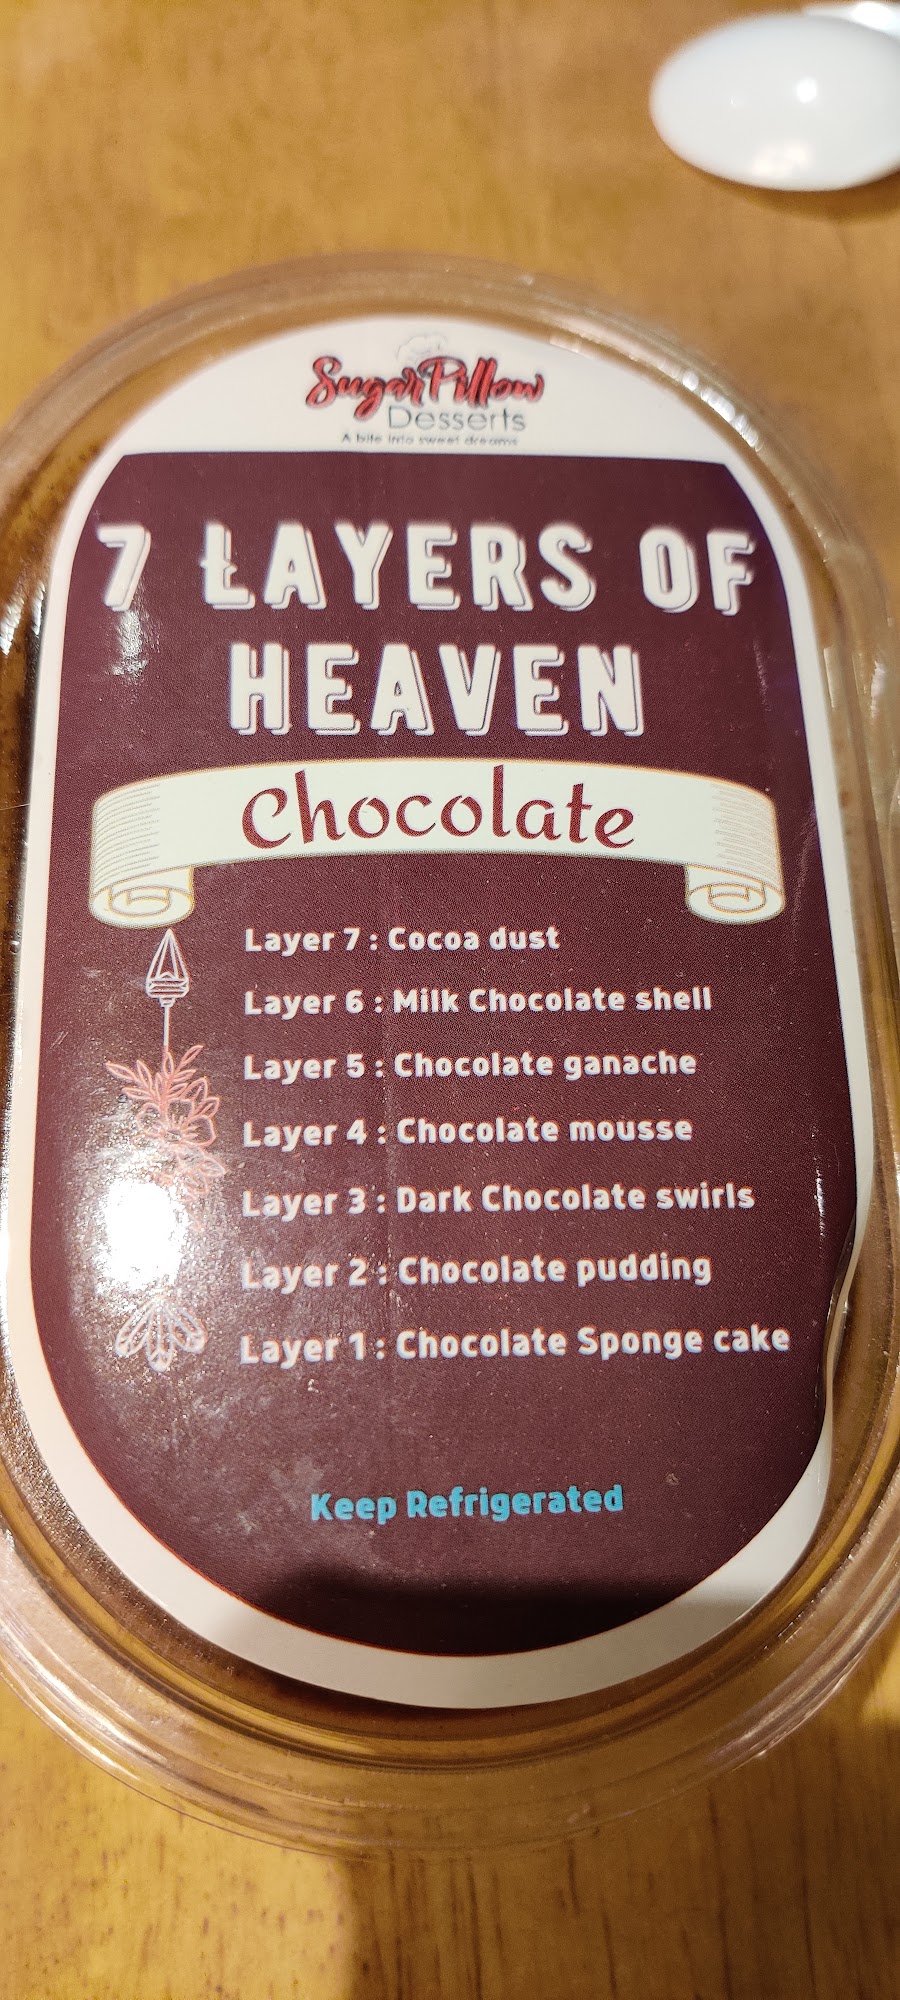 SugarPillow
Desserts
A bite into sweet dreams
7 LAYERS OF
HEAVEN
Chocolate
Layer 7 : Cocoa dust
Layer 6 : Milk Chocolate shell
Layer 5 : Chocolate ganache
Layer 4 : Chocolate mousse
Layer 3 : Dark Chocolate swirls
Layer 2 : Chocolate pudding
Layer 1 : Chocolate Sponge cake
Keep Refrigerated